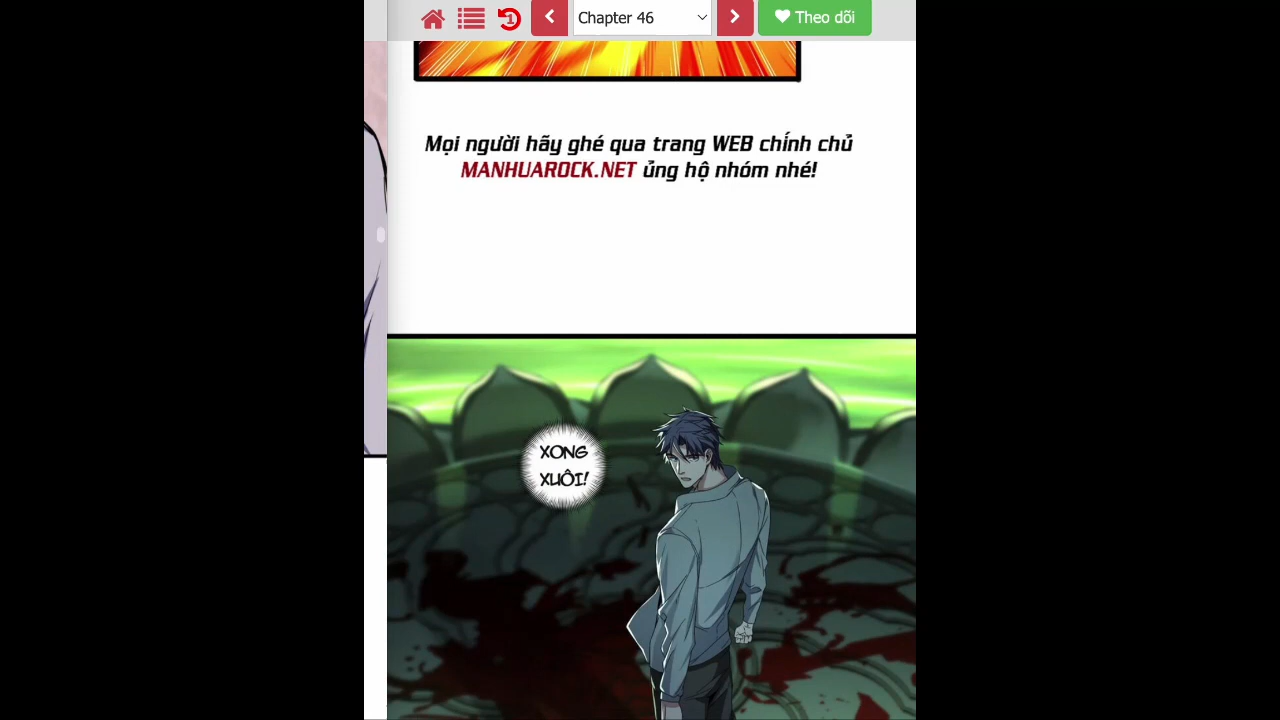 1
Chapter 46
Theo dõi
Mọi người hãy ghé qua trang WEB chính chủ
MANHUAROCK.NET ủng hộ nhóm nhé!
XONG
XUÔI!